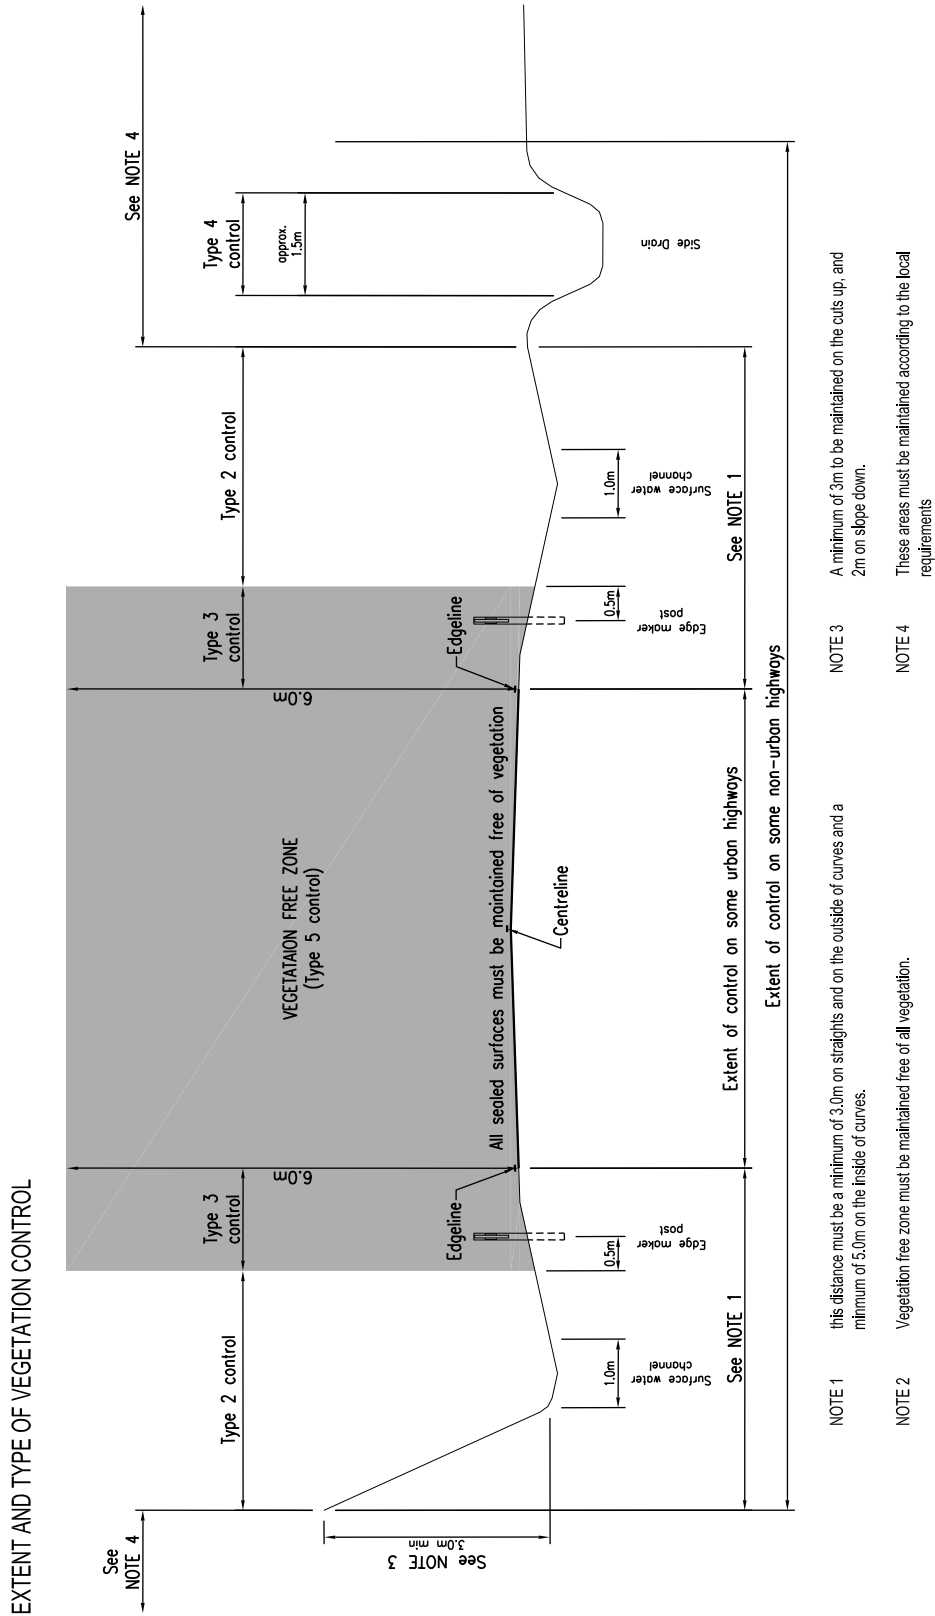 EXTENT AND TYPE OF VEGETATION CONTROL
See
NOTE 4
See NOTE 4
Type 2 control
Type 3
control
Type 3
control
Type 2 control
Type 4
control
approx.
1.5m
VEGETATAION FREE ZONE
(Type 5 control)
6.0m
6.0m
See NOTE 3
3.0m min
Edgeline
All sealed surfaces must be maintained free of vegetation
Edgeline
Centreline
1.0m
Surface water
channel
0.5m
Edge maker
post
0.5m
Edge maker
post
1.0m
Surface water
channel
Side Drain
See NOTE 1
Extent of control on some urban highways
See NOTE 1
Extent of control on some non-urban highways
NOTE 1
this distance must be a minimum of 3.0m on straights and on the outside of curves and a
minmum of 5.0m on the inside of curves.
NOTE 2
Vegetation free zone must be maintained free of all vegetation.
NOTE 3
A minimum of 3m to be maintained on the cuts up, and
2m on slope down.
NOTE 4
These areas must be maintained according to the local
requirements